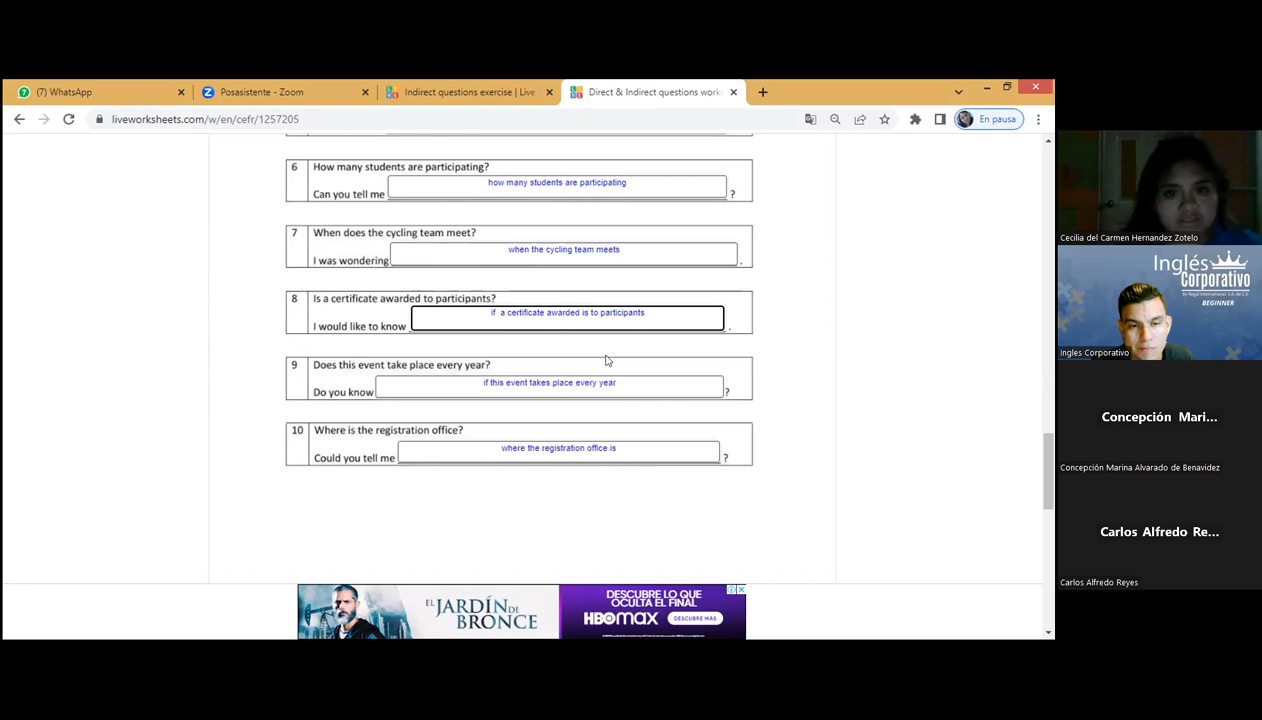 (7) WhatsApp
Posasistente - Zoom
Indirect questions exercise | Live
Direct & Indirect questions work
liveworksheets.com/w/en/cefr/1257205
En pausa
6 How many students are participating?
how many students are participating
Can you tell me ?
7 When does the cycling team meet?
when the cycling team meets
I was wondering .
8 Is a certificate awarded to participants?
if a certificate awarded is to participants
I would like to know .
9 Does this event take place every year?
if this event takes place every year
Do you know ?
10 Where is the registration office?
where the registration office is
Could you tell me ?
EL JARDÍN DE BRONCE
DESCUBRE LO QUE
OCULTA EL FINAL
HBOMAX DESCUBRE MÁS
Cecilia del Carmen Hernandez Zotelo
Inglés
Corporativo
By Regal International, S.A. de C.V.
BEGINNER
Ingles Corporativo
Concepción Mari...
Concepción Marina Alvarado de Benavidez
Carlos Alfredo Re...
Carlos Alfredo Reyes